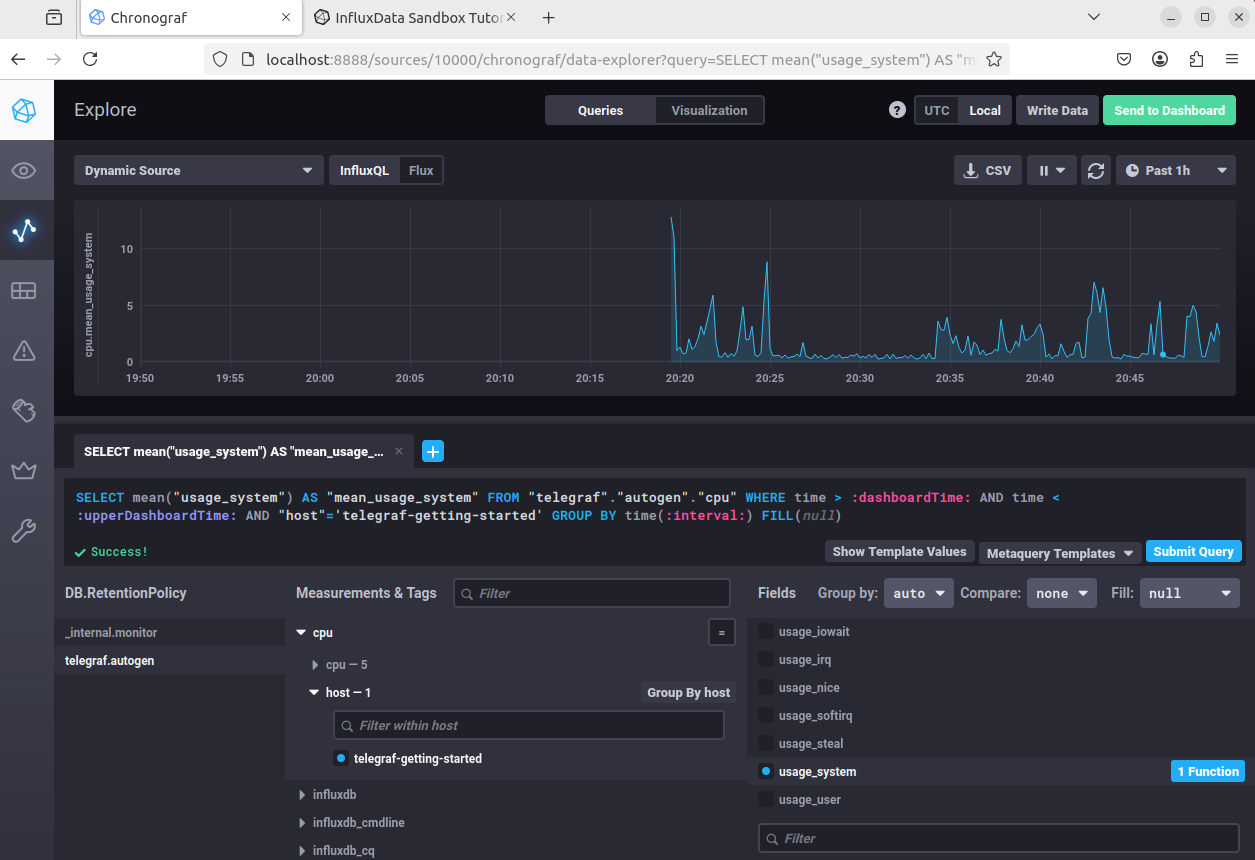 Chronograf
InfluxData Sandbox Tutor
localhost:8888/sources/10000/chronograf/data-explorer?query=SELECT mean("usage_system") AS "m
Explore
Queries
Visualization
?
UTC
Local
Write Data
Send to Dashboard
Dynamic Source
InfluxQL
Flux
CSV
Past 1h
cpu.mean_usage_system
10
5
0
19:50
19:55
20:00
20:05
20:10
20:15
20:20
20:25
20:30
20:35
20:40
20:45
SELECT mean("usage_system") AS "mean_usage_...
SELECT mean("usage_system") AS "mean_usage_system" FROM "telegraf"."autogen"."cpu" WHERE time > :dashboardTime: AND time <
:upperDashboardTime: AND "host"='telegraf-getting-started' GROUP BY time(:interval:) FILL(null)
Success!
Show Template Values
Metaquery Templates
Submit Query
DB.RetentionPolicy
Measurements & Tags
Filter
Fields
Group by:
auto
Compare:
none
Fill:
null
_internal.monitor
telegraf.autogen
cpu
=
cpu — 5
host — 1
Group By host
Filter within host
telegraf-getting-started
influxdb
influxdb_cmdline
influxdb_cq
usage_iowait
usage_irq
usage_nice
usage_softirq
usage_steal
usage_system
1 Function
usage_user
Filter